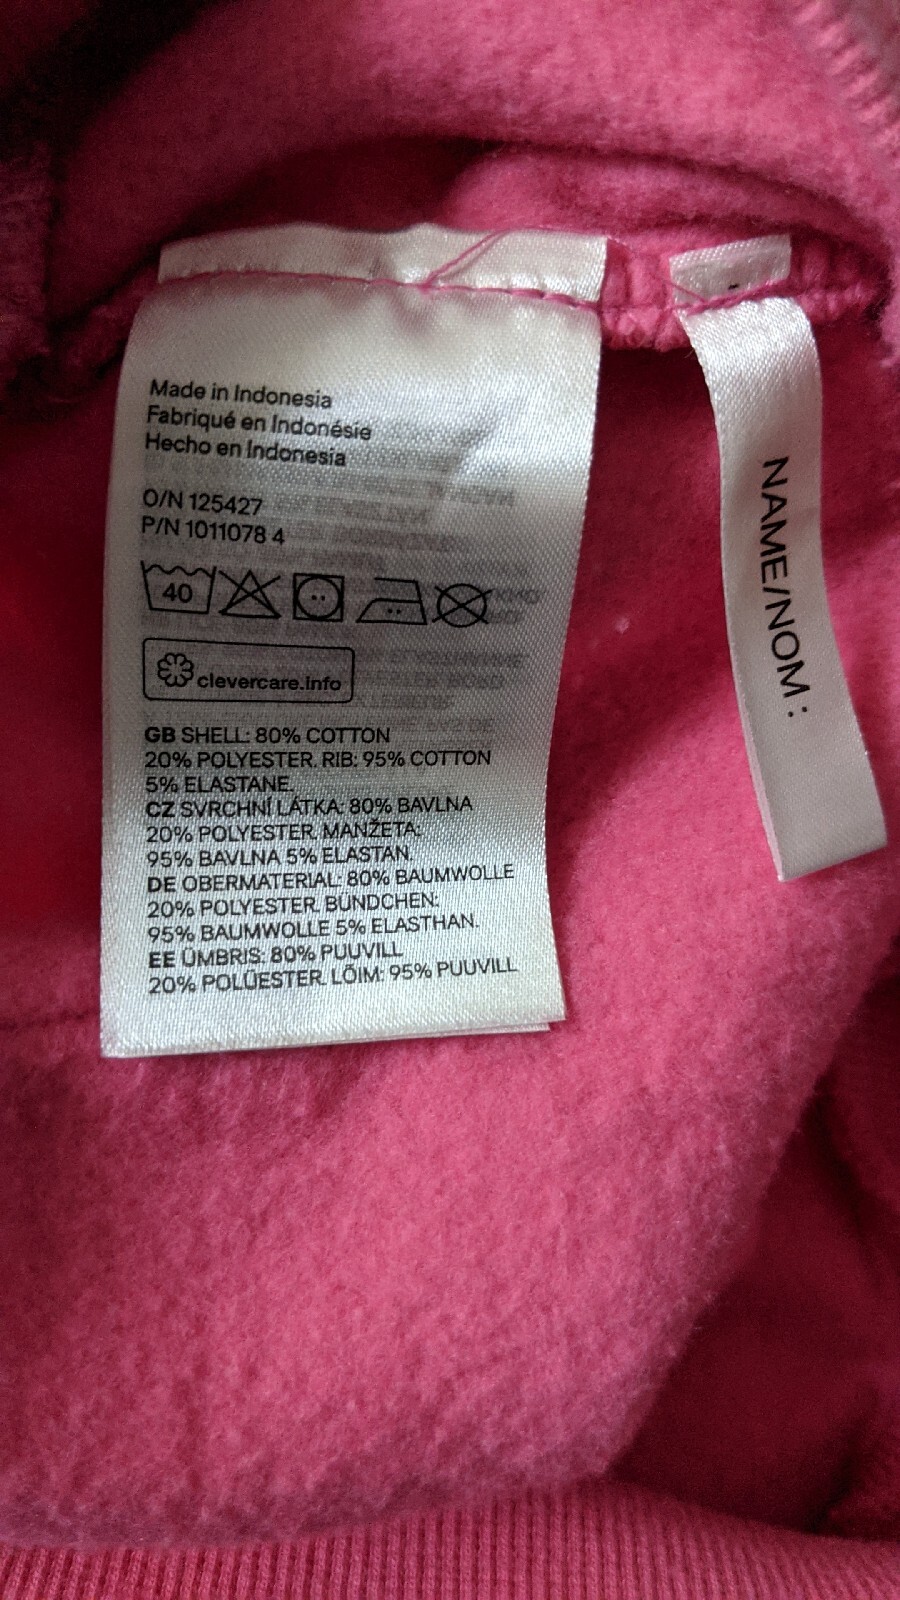 Made in Indonesia
Fabriqué en Indonésie
Hecho en Indonesia
O/N 125427
P/N 1011078 4
40
clevercare.info
GB SHELL: 80% COTTON
20% POLYESTER. RIB: 95% COTTON
5% ELASTANE.
CZ SVRCHNÍ LÁTKA: 80% BAVLNA
20% POLYESTER. MANŽETA:
95% BAVLNA 5% ELASTAN.
DE OBERMATERIAL: 80% BAUMWOLLE
20% POLYESTER. BÜNDCHEN:
95% BAUMWOLLE 5% ELASTHAN.
EE ÜMBRIS: 80% PUUVILL
20% POLÜESTER. LÕIM: 95% PUUVILL
NAME/NOM: